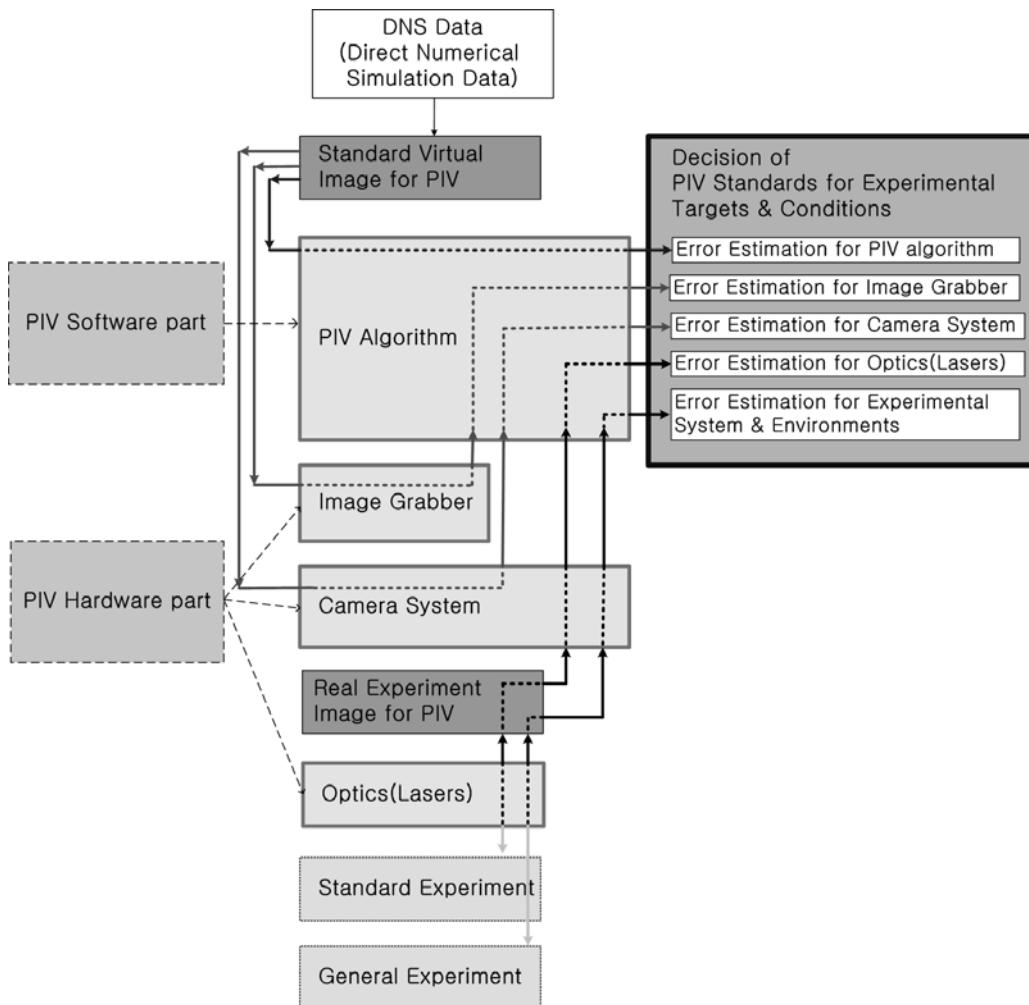 DNS Data
(Direct Numerical
Simulation Data)
Standard Virtual
Image for PIV
Decision of
PIV Standards for Experimental
Targets & Conditions
Error Estimation for PIV algorithm
Error Estimation for Image Grabber
Error Estimation for Camera System
Error Estimation for Optics(Lasers)
Error Estimation for Experimental
System & Environments
PIV Software part
PIV Algorithm
Image Grabber
PIV Hardware part
Camera System
Real Experiment
Image for PIV
Optics(Lasers)
Standard Experiment
General Experiment